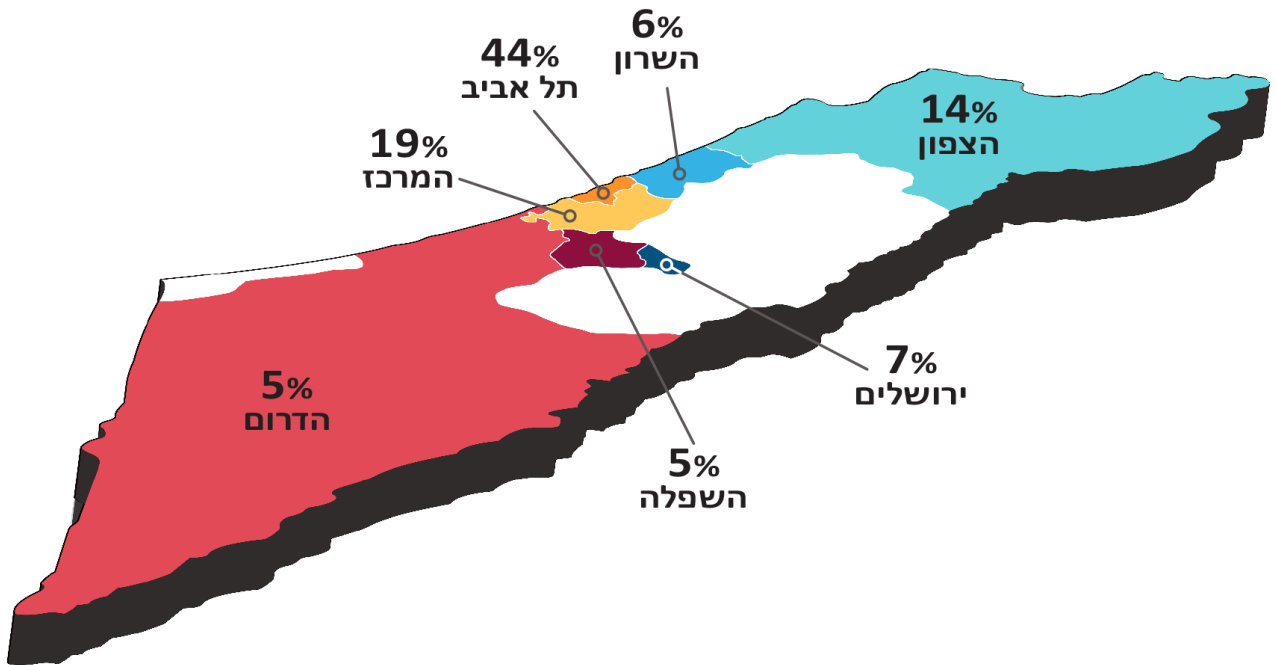 6%
השרון
44%
תל אביב
14%
הצפון
19%
המרכז
7%
ירושלים
5%
הדרום
5%
השפלה